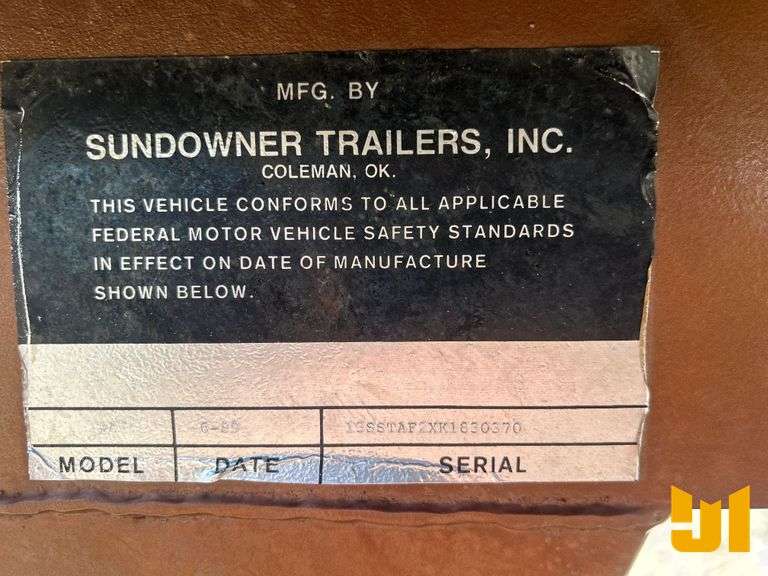 MFG. BY
SUNDOWNER TRAILERS, INC.
COLEMAN, OK.
THIS VEHICLE CONFORMS TO ALL APPLICABLE
FEDERAL MOTOR VEHICLE SAFETY STANDARDS
IN EFFECT ON DATE OF MANUFACTURE
SHOWN BELOW.
MODEL DATE SERIAL